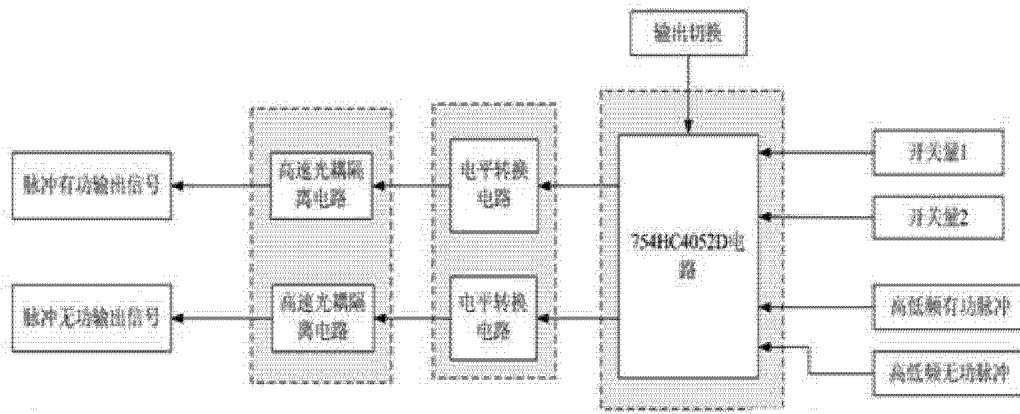 输出切换
脉冲有功输出信号
高速光耦隔
离电路
电平转换
电路
754HC4052D电
路
开关量1
开关量2
脉冲无功输出信号
高速光耦隔
离电路
电平转换
电路
高低频有功脉冲
高低频无功脉冲